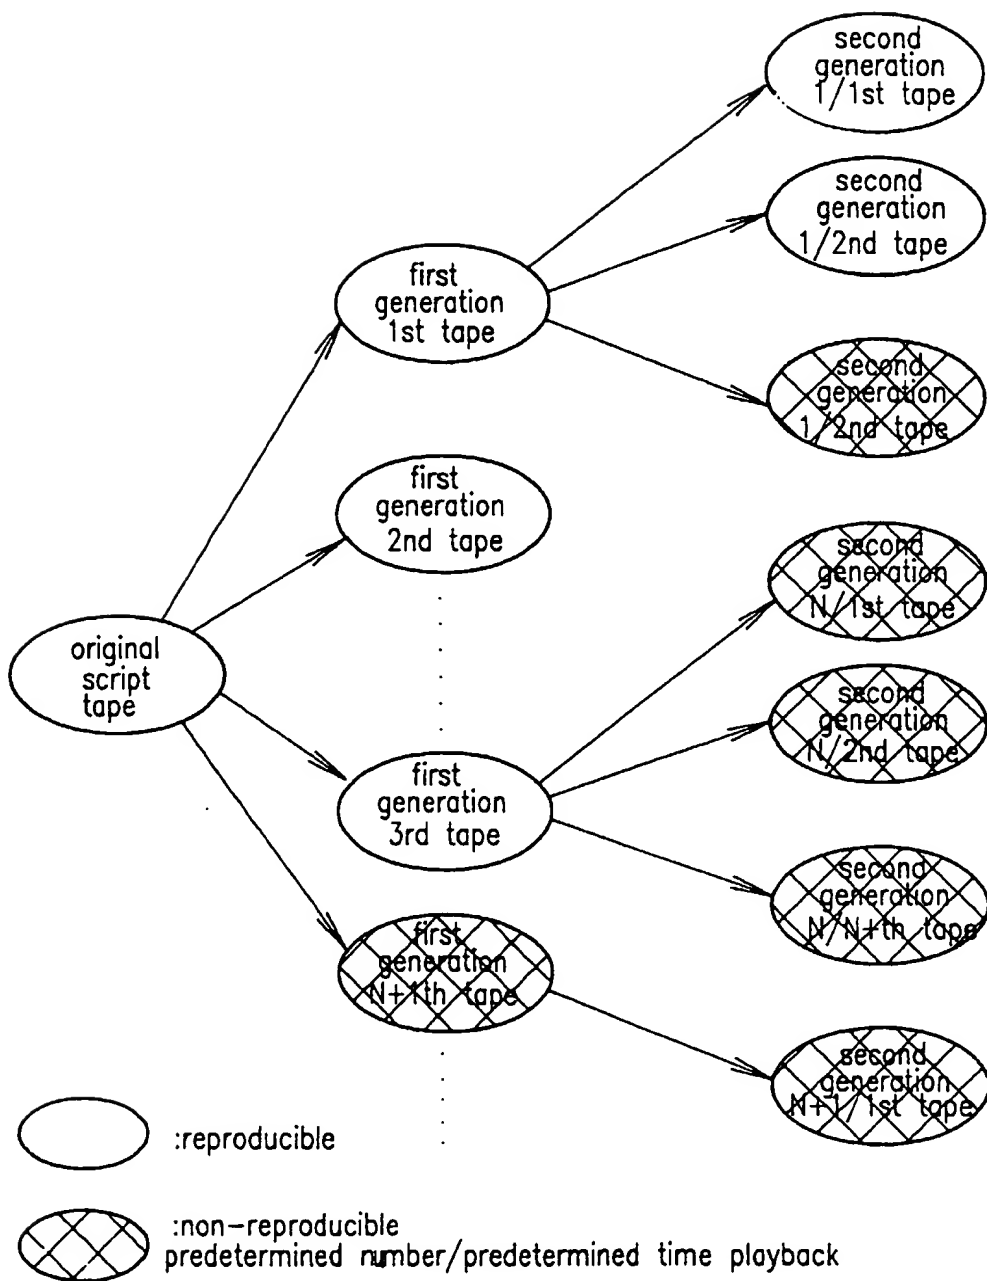 second
generation
1/1st tape
second
generation
1/2nd tape
first
generation
1st tape
second
generation
1/2nd tape
first
generation
2nd tape
second
generation
N/1st tape
original
script
tape
second
generation
N/2nd tape
first
generation
3rd tape
second
generation
N/N+th tape
first
generation
N+1th tape
second
generation
N+1/1st tape
:reproducible
:non-reproducible
predetermined number/predetermined time playback